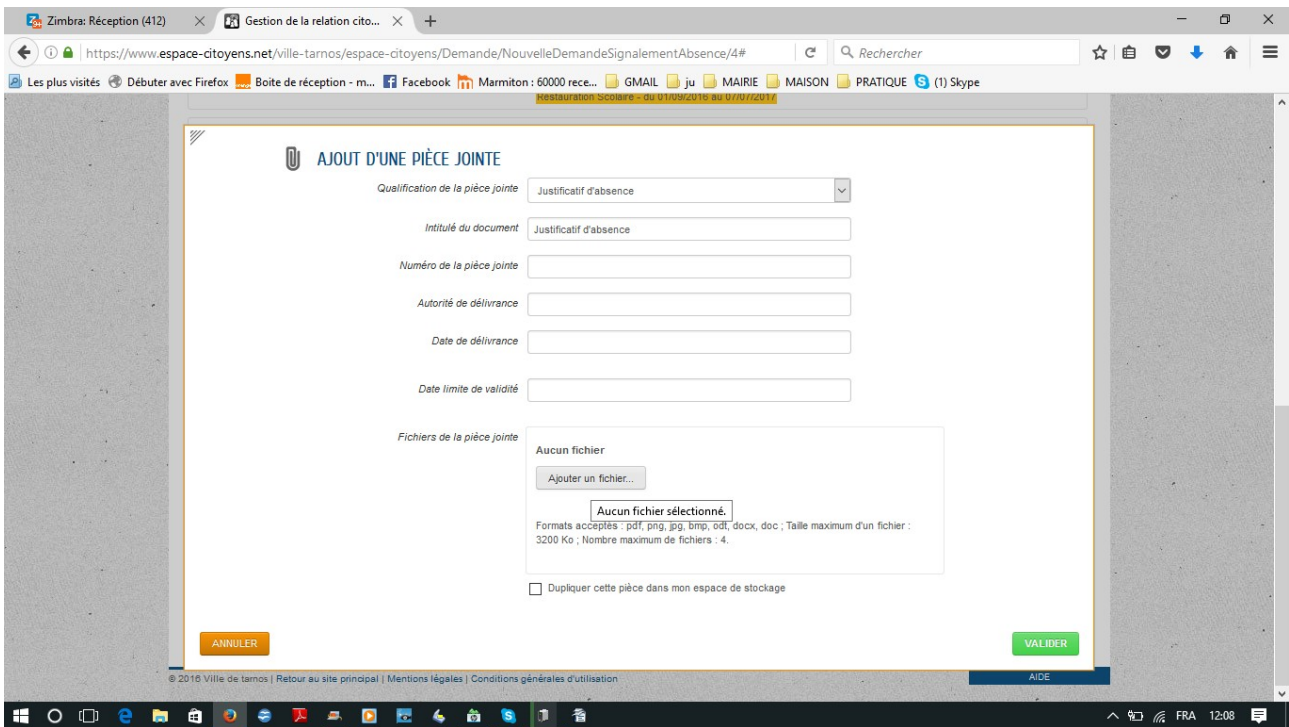 Zimbra: Réception (412)
Gestion de la relation cito...
https://www.espace-citoyens.net/ville-tarnos/espace-citoyens/Demande/NouvelleDemandeSignalementAbsence/4#
Rechercher
Les plus visités Débuter avec Firefox Boite de réception - m... Facebook Marmiton : 60000 rece... GMAIL ju MAIRIE MAISON PRATIQUE (1) Skype
Restauration Scolaire - du 01/09/2016 au 07/07/2017
AJOUT D'UNE PIÈCE JOINTE
Qualification de la pièce jointe Justificatif d'absence
Intitulé du document Justificatif d'absence
Numéro de la pièce jointe
Autorité de délivrance
Date de délivrance
Date limite de validité
Fichiers de la pièce jointe
Aucun fichier
Ajouter un fichier...
Aucun fichier sélectionné.
Formats acceptés : pdf, png, jpg, bmp, odt, docx, doc ; Taille maximum d'un fichier :
3200 Ko ; Nombre maximum de fichiers : 4.
Dupliquer cette pièce dans mon espace de stockage
ANNULER
VALIDER
© 2016 Ville de tarnos | Retour au site principal | Mentions légales | Conditions générales d'utilisation
AIDE
FRA 12:08